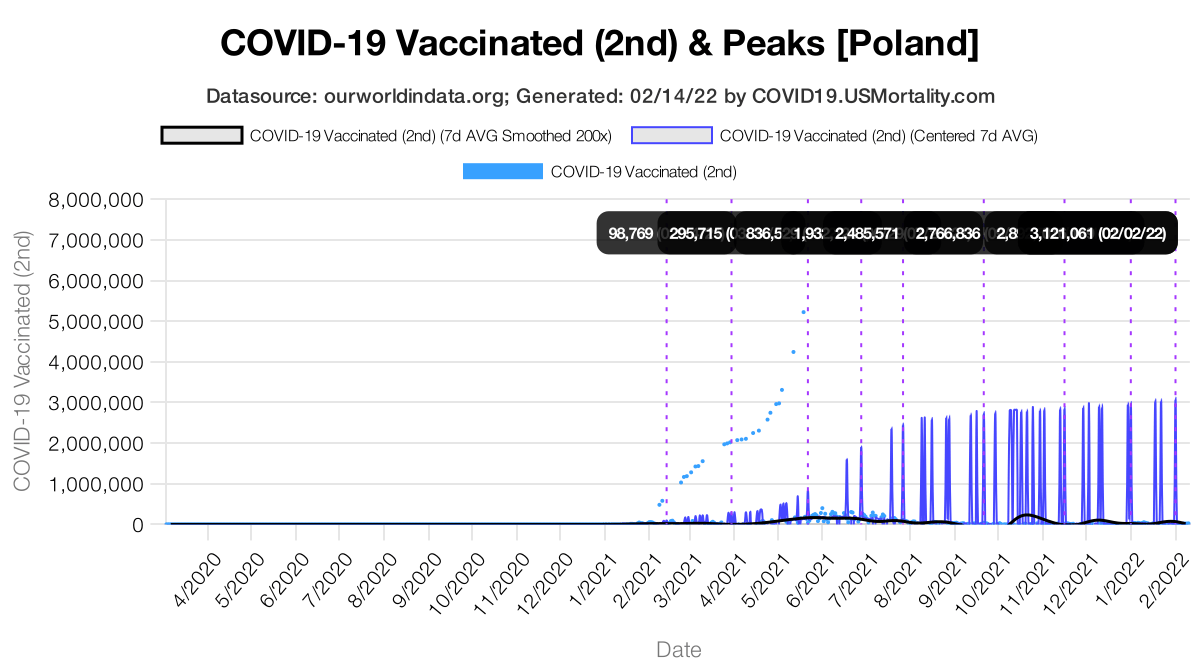 COVID-19 Vaccinated (2nd) & Peaks [Poland]
Datasource: ourworldindata.org; Generated: 02/14/22 by COVID19.USMortality.com
COVID-19 Vaccinated (2nd) (7d AVG Smoothed 200x) COVID-19 Vaccinated (2nd) (Centered 7d AVG)
COVID-19 Vaccinated (2nd)
8,000,000
98,769 295,715 836,5 1,93 2,485,571 2,766,836 3,121,061 (02/02/22)
7,000,000
6,000,000
5,000,000
4,000,000
3,000,000
2,000,000
1,000,000
0
COVID-19 Vaccinated (2nd)
4/2020 5/2020 6/2020 7/2020 8/2020 9/2020 10/2020 11/2020 12/2020 1/2021 2/2021 3/2021 4/2021 5/2021 6/2021 7/2021 8/2021 9/2021 10/2021 11/2021 12/2021 1/2022 2/2022
Date